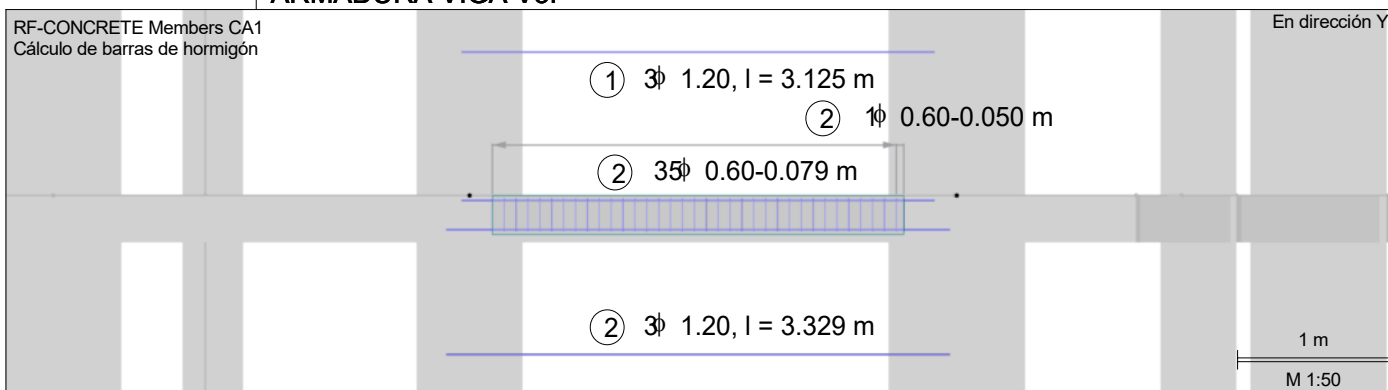 ARMADURA VIGA V3.
RF-CONCRETE Members CA1
En dirección Y
Cálculo de barras de hormigón
1 3ϕ 1.20, l = 3.125 m
2 1ϕ 0.60-0.050 m
2 35ϕ 0.60-0.079 m
2 3ϕ 1.20, l = 3.329 m
1 m
M 1:50